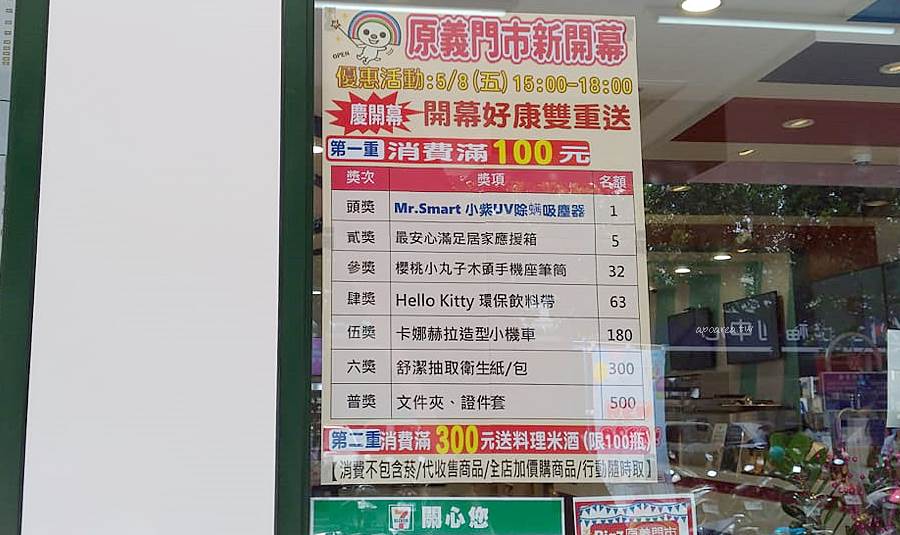 OPEN
原義門市新開幕
優惠活動:5/8(五)15:00-18:00
慶開幕 開幕好康雙重送
第一重 消費滿100元
獎次 獎項 名額
頭獎 Mr.Smart 小紫UV除螨吸塵器 1
貳獎 最安心滿足居家應援箱 5
參獎 櫻桃小丸子木頭手機座筆筒 32
肆獎 Hello Kitty 環保飲料帶 63
伍獎 卡娜赫拉造型小機車 180
六獎 舒潔抽取衛生紙/包 300
普獎 文件夾、證件套 500
第二重消費滿300元送料理米酒(限100瓶)
【消費不包含菸/代收售商品/全店加價購商品/行動隨時取】
apoarea.tw
開心您
原義門市